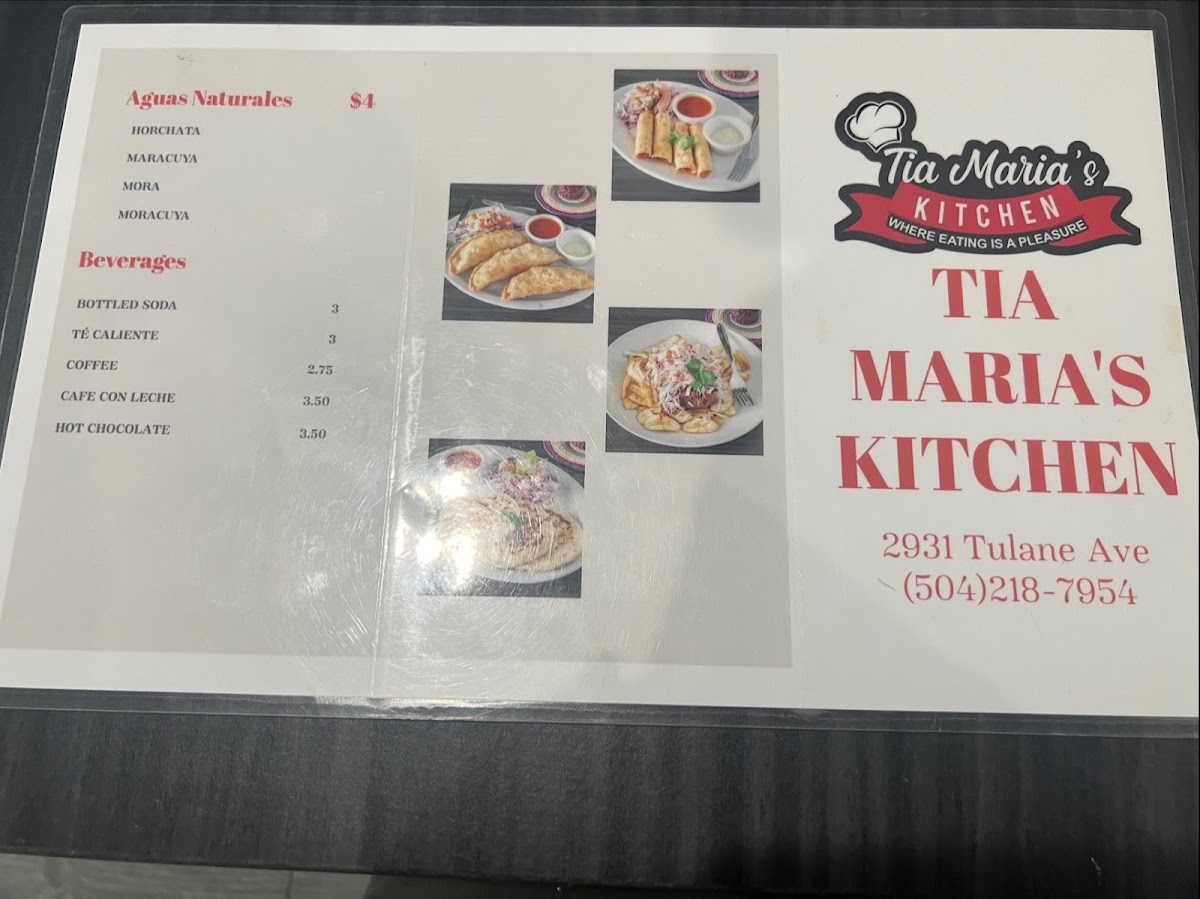 Aguas Naturales $4
HORCHATA
MARACUYA
MORA
MORACUYA
Beverages
BOTTLED SODA 3
TÉ CALIENTE 3
COFFEE 2.75
CAFE CON LECHE 3.50
HOT CHOCOLATE 3.50
Tia Maria's
KITCHEN
WHERE EATING IS A PLEASURE
TIA
MARIA'S
KITCHEN
2931 Tulane Ave
(504)218-7954